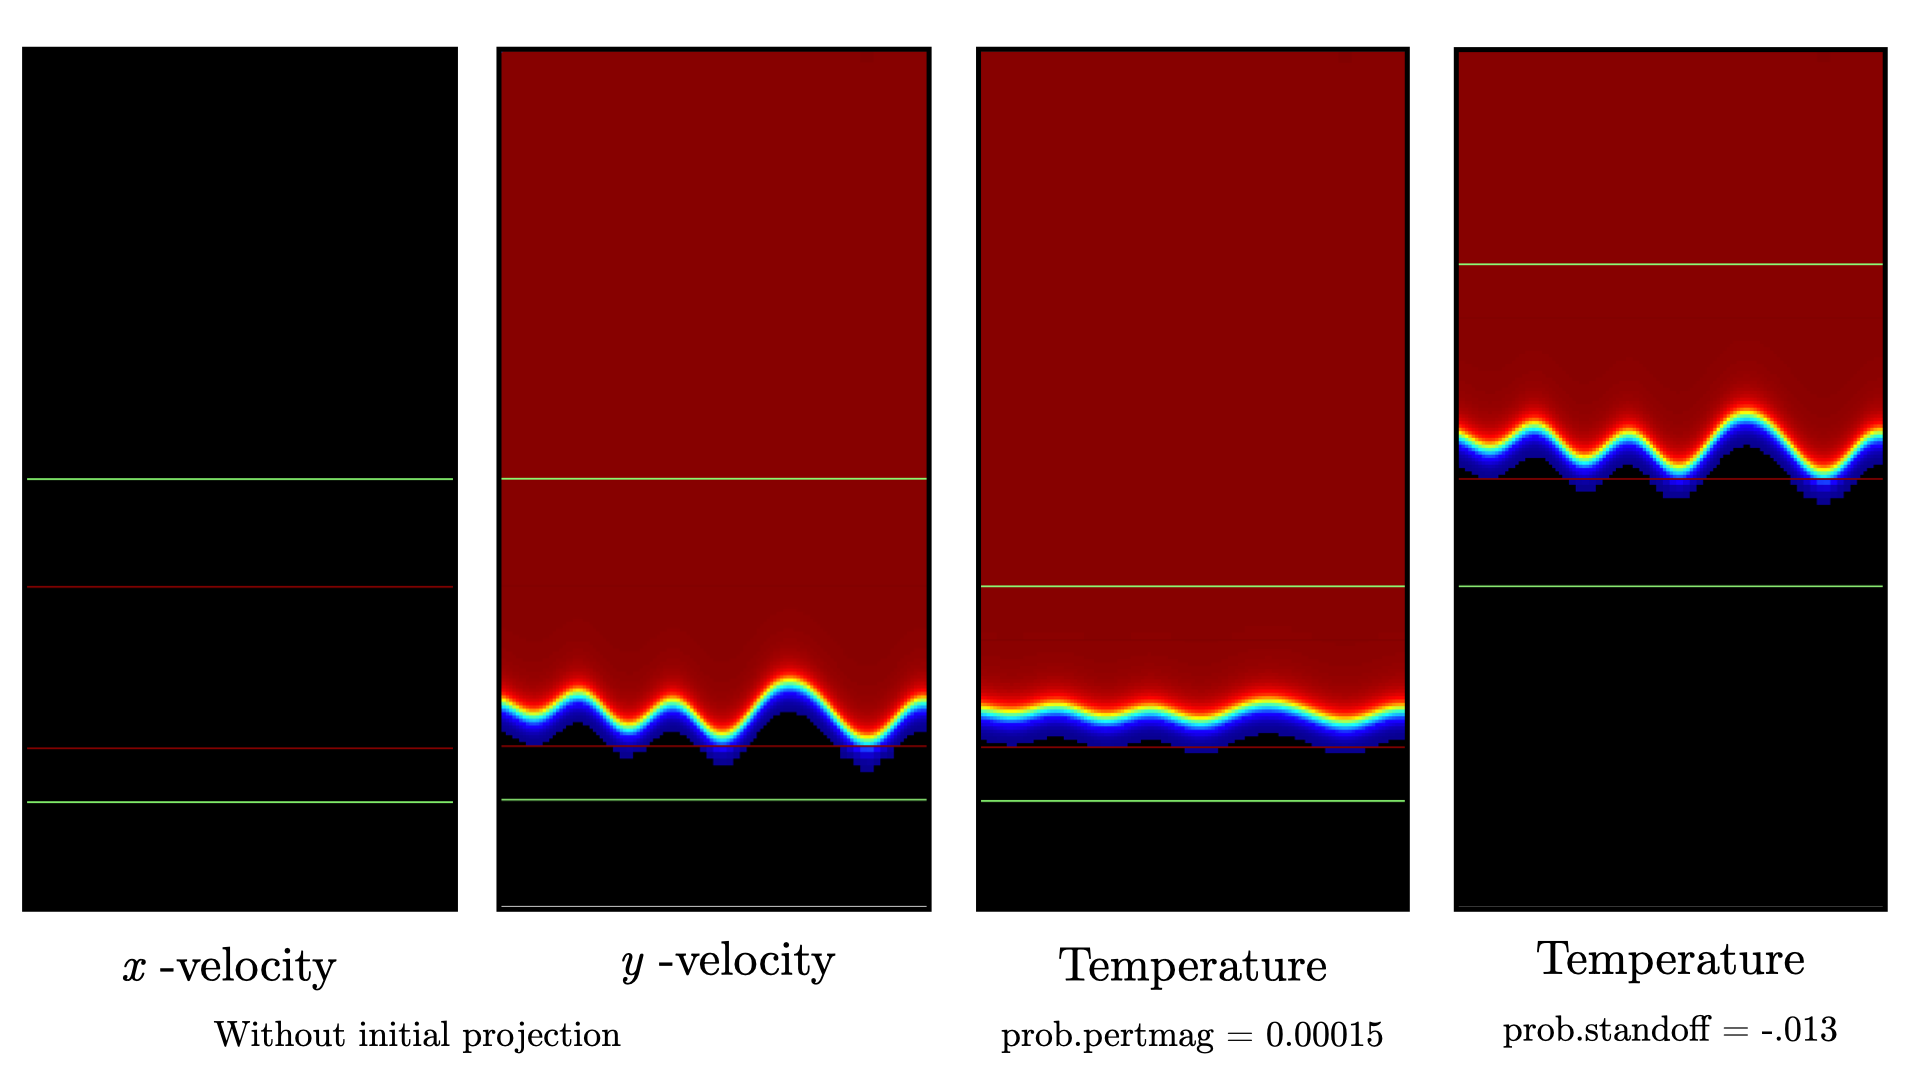 x -velocity
y -velocity
Temperature
Temperature
Without initial projection
prob.pertmag = 0.00015
prob.standoff = -.013